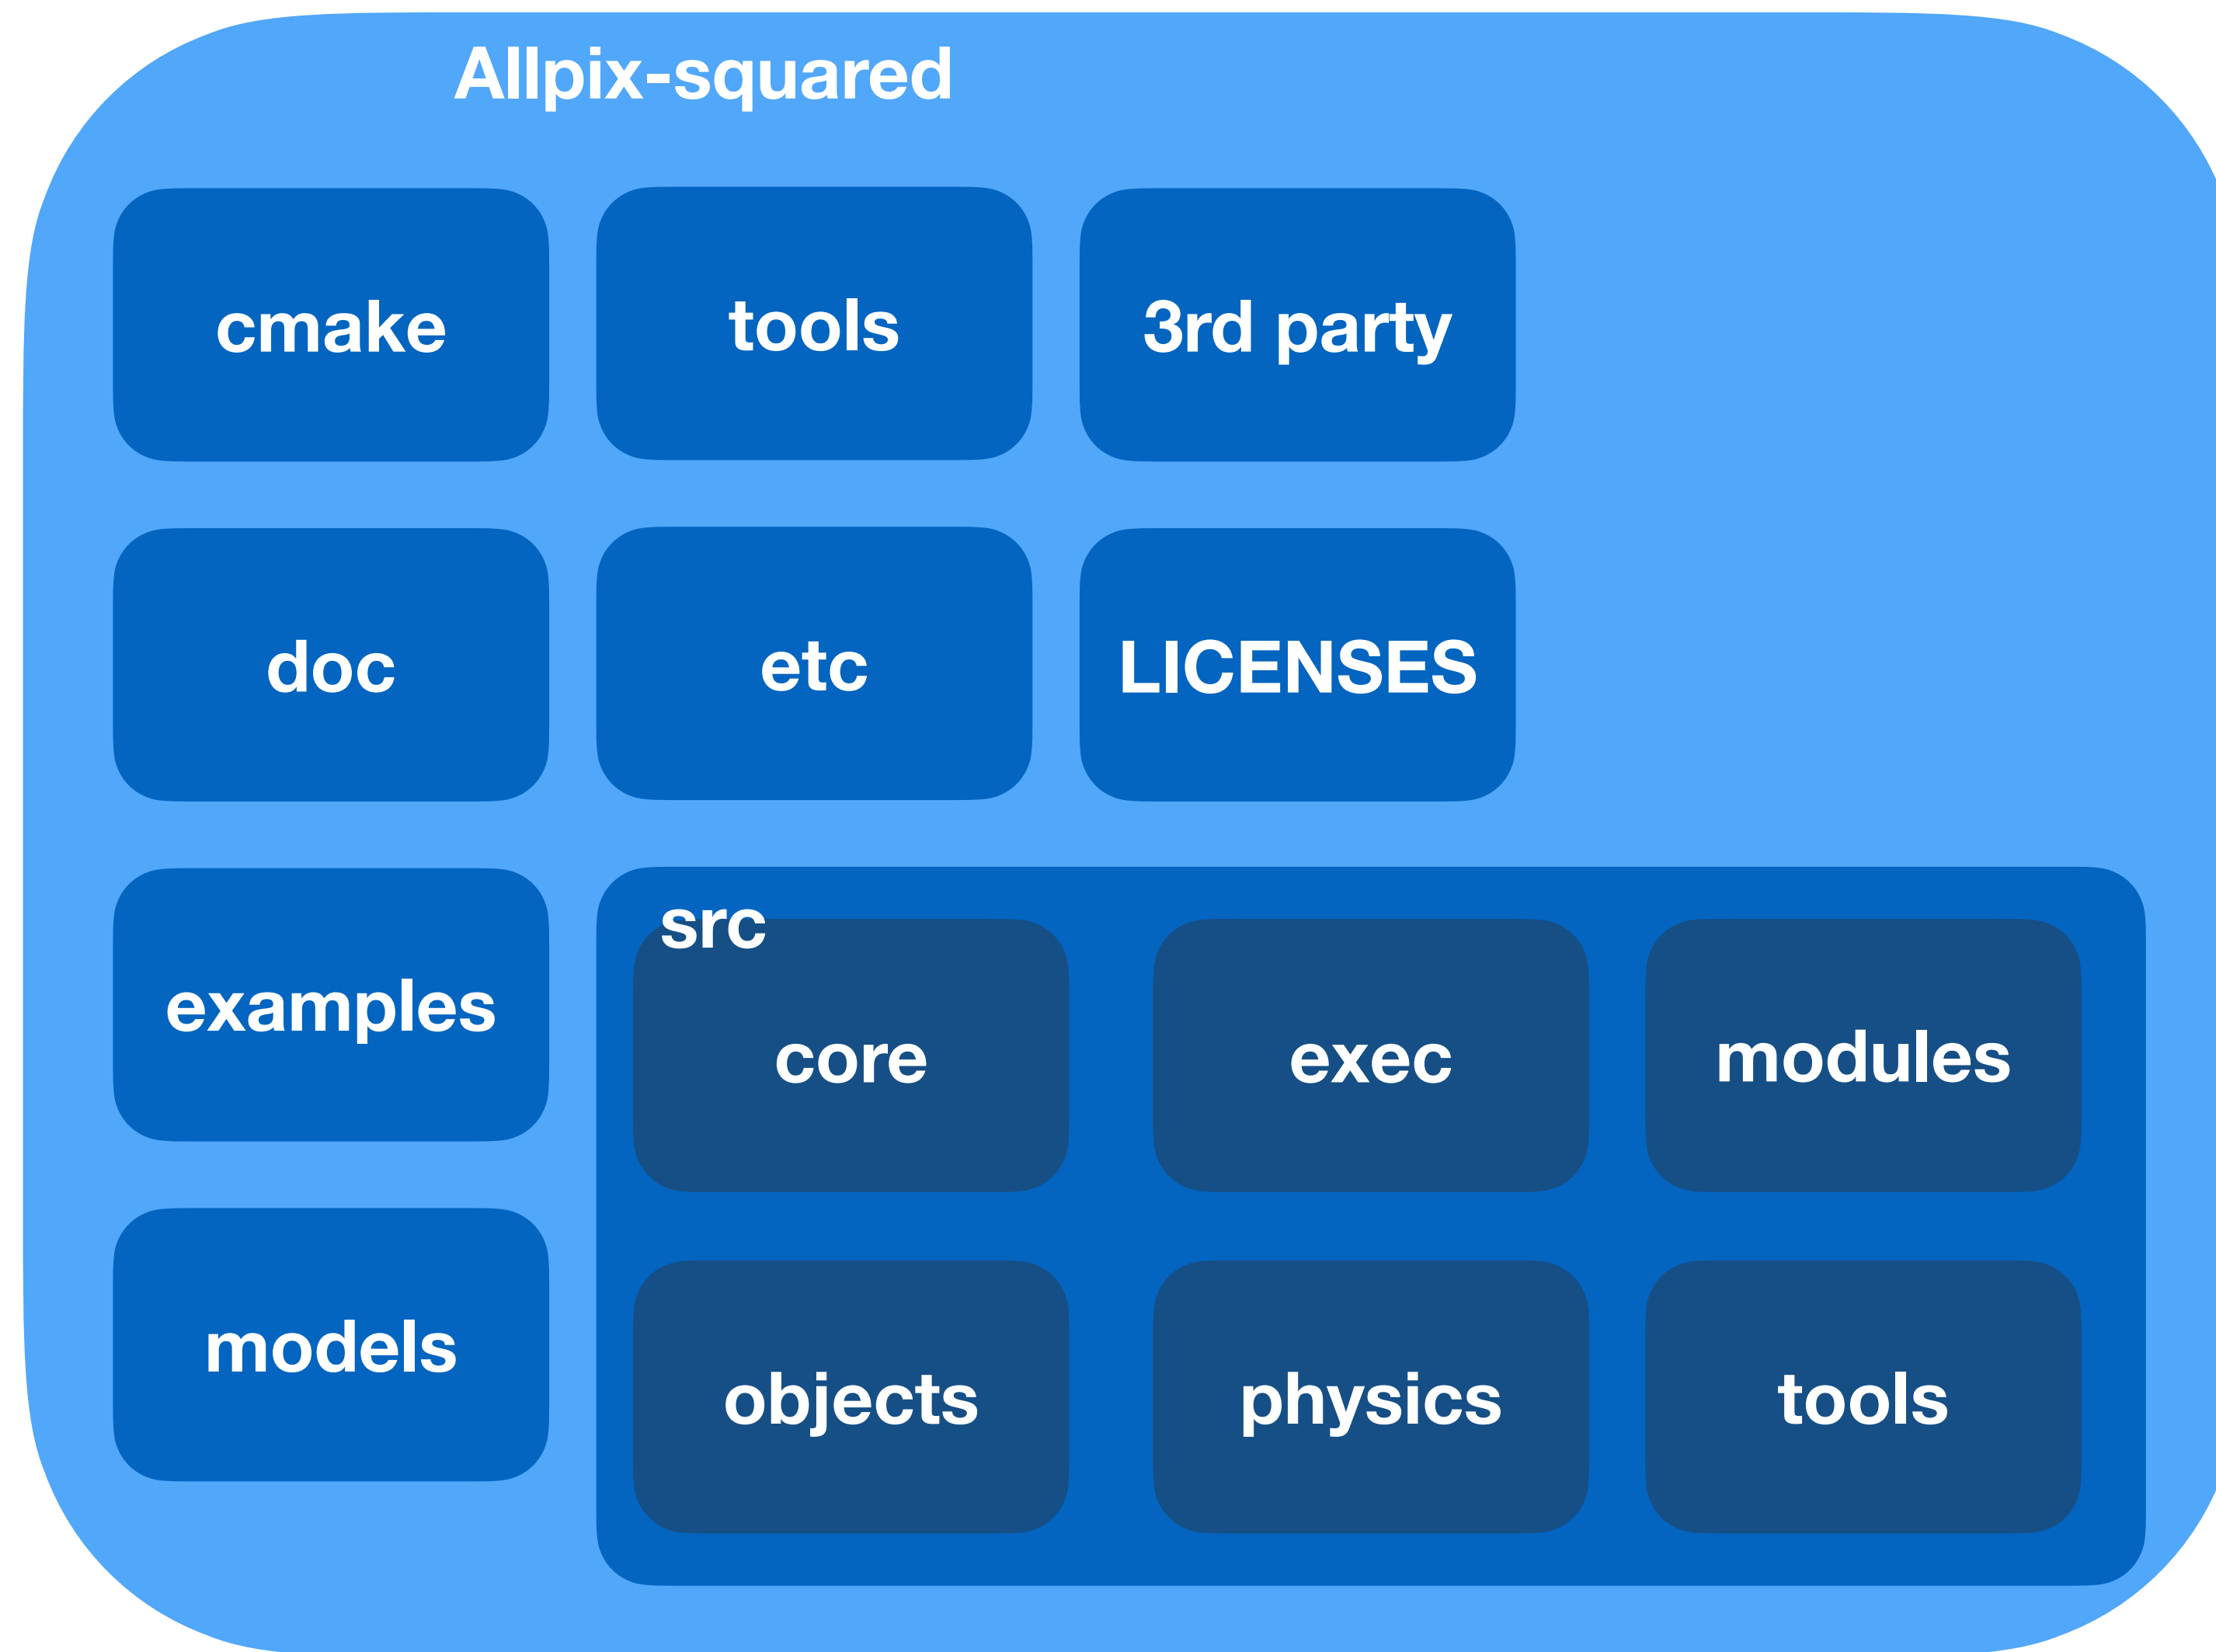 Allpix-squared
cmake
tools
3rd party
doc
etc
LICENSES
examples
src
core
exec
modules
models
objects
physics
tools